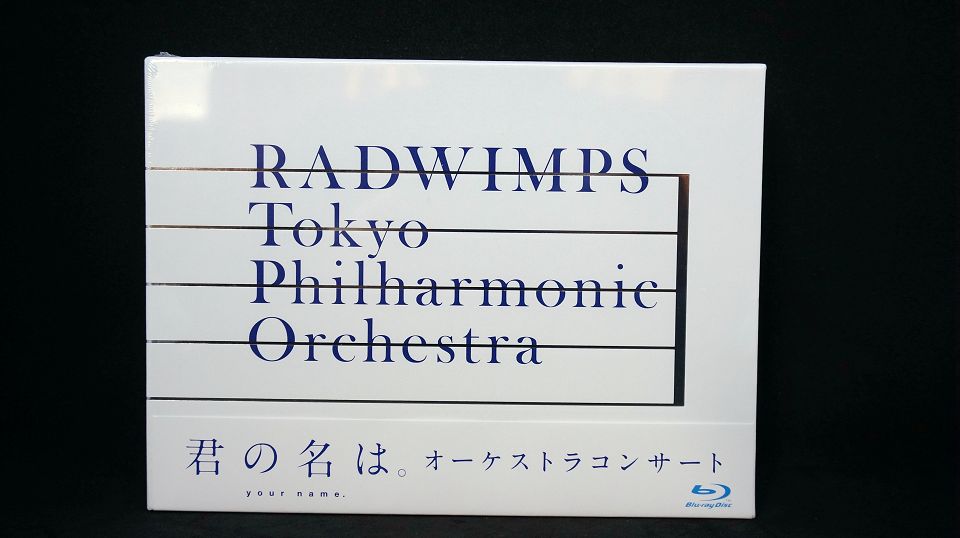 RADWIMPS
Tokyo
Philharmonic
Orchestra
君の名は。オーケストラコンサート
your name.
Blu-ray Disc